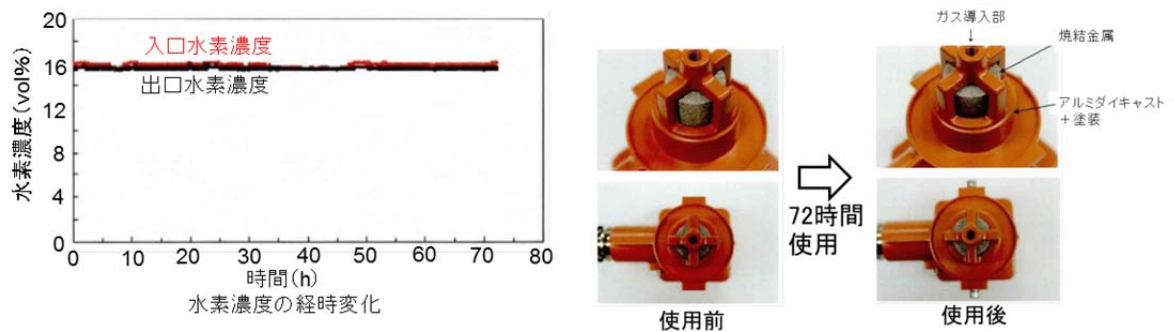 20
16
12
8
4
0
水素濃度(vol%)
入口水素濃度
出口水素濃度
0 10 20 30 40 50 60 70 80
時間(h)
水素濃度の経時変化
使用前
72時間
使用
ガス導入部
焼結金属
アルミダイキャスト
+塗装
使用後